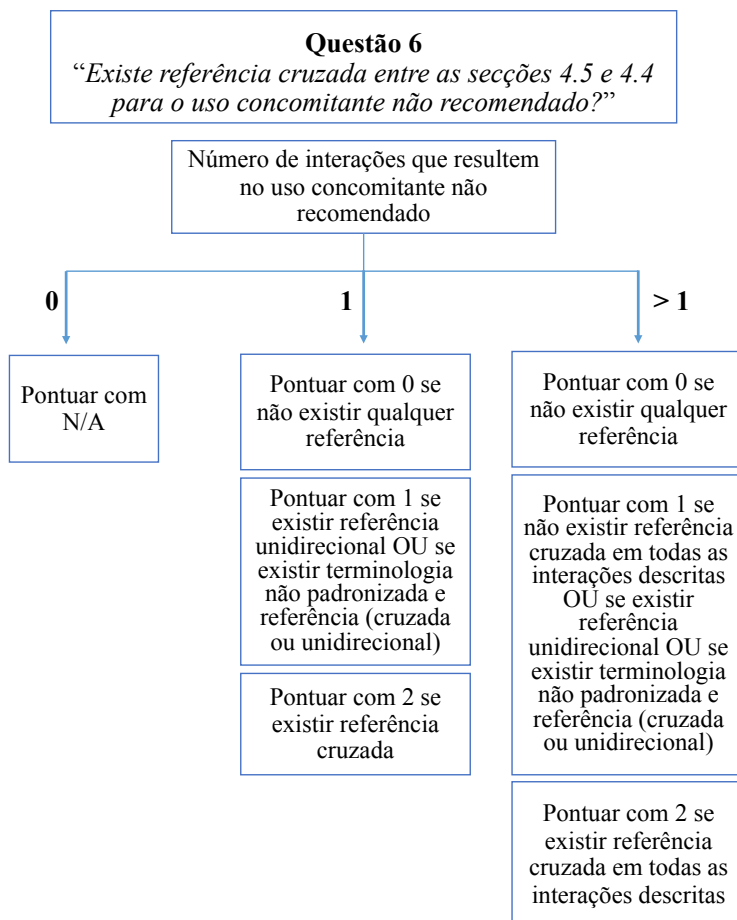 Questão 6
“Existe referência cruzada entre as secções 4.5 e 4.4
para o uso concomitante não recomendado?”
Número de interações que resultem
no uso concomitante não
recomendado
0
1
> 1
Pontuar com
N/A
Pontuar com 0 se
não existir qualquer
referência
Pontuar com 1 se
existir referência
unidirecional OU se
existir terminologia
não padronizada e
referência (cruzada
ou unidirecional)
Pontuar com 2 se
existir referência
cruzada
Pontuar com 0 se
não existir qualquer
referência
Pontuar com 1 se
não existir referência
cruzada em todas as
interações descritas
OU se existir
referência
unidirecional OU se
existir terminologia
não padronizada e
referência (cruzada
ou unidirecional)
Pontuar com 2 se
existir referência
cruzada em todas as
interações descritas